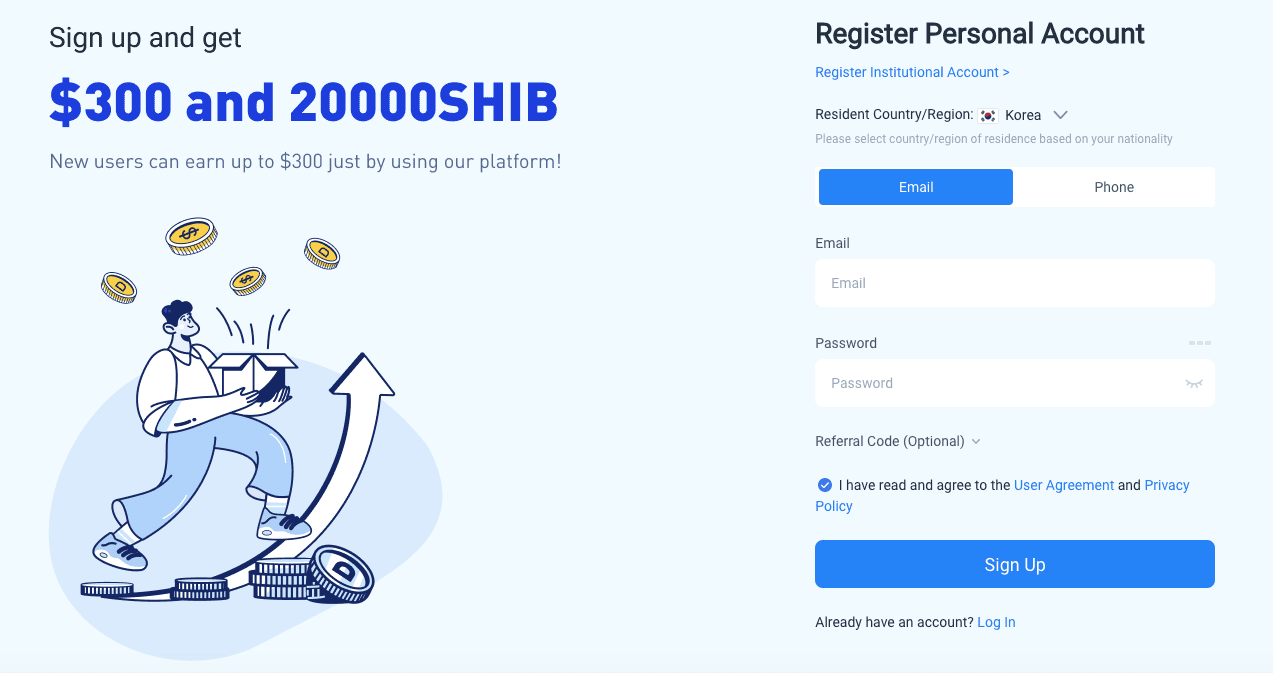 Sign up and get
$300 and 20000SHIB
New users can earn up to $300 just by using our platform!
$
D
$
D
D
Register Personal Account
Register Institutional Account >
Resident Country/Region: Korea
Please select country/region of residence based on your nationality
Email Phone
Email
Email
Password
Password
Referral Code (Optional)
I have read and agree to the User Agreement and Privacy
Policy
Sign Up
Already have an account? Log In